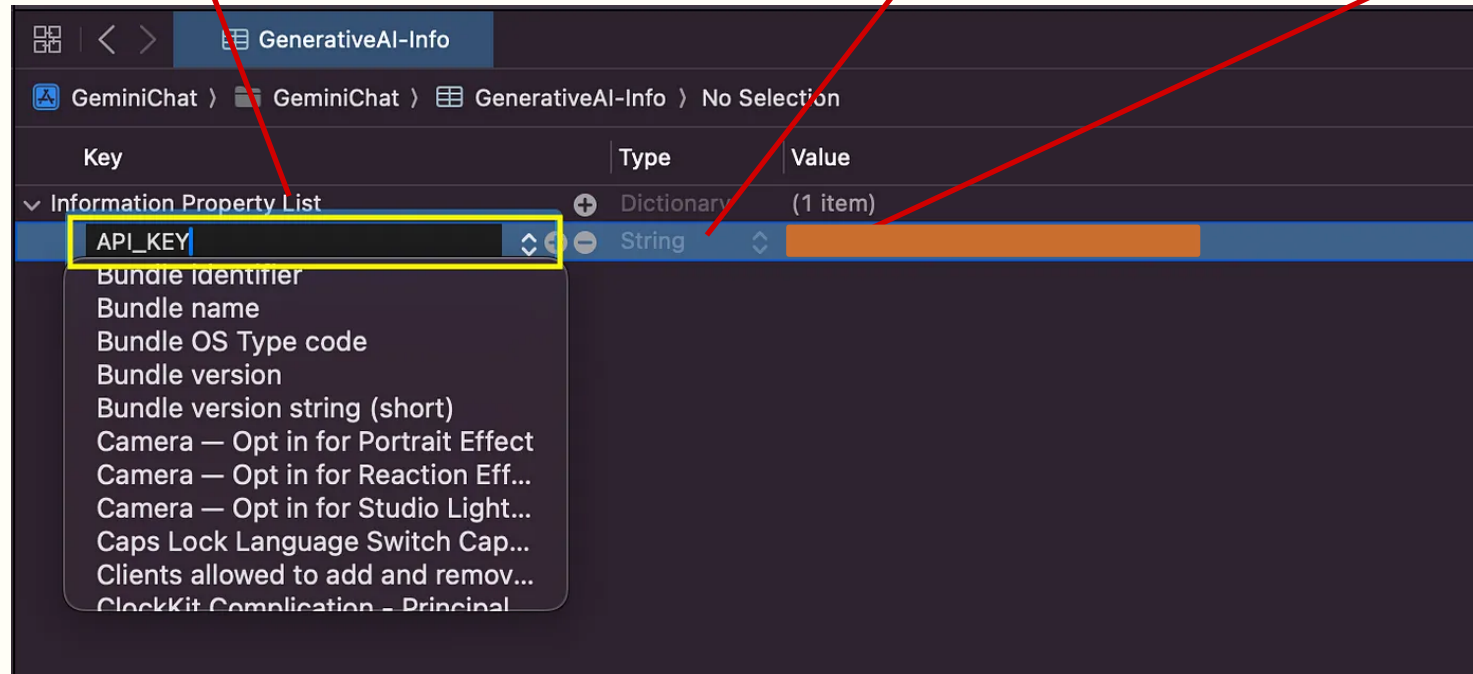 GenerativeAI-Info
GeminiChat 〉 GeminiChat 〉 GenerativeAI-Info 〉 No Selection
Key Type Value
Information Property List Dictionary (1 item)
API_KEY String
Bundle identifier
Bundle name
Bundle OS Type code
Bundle version
Bundle version string (short)
Camera — Opt in for Portrait Effect
Camera — Opt in for Reaction Eff...
Camera — Opt in for Studio Light...
Caps Lock Language Switch Cap...
Clients allowed to add and remov...
ClockKit Complication - Principal